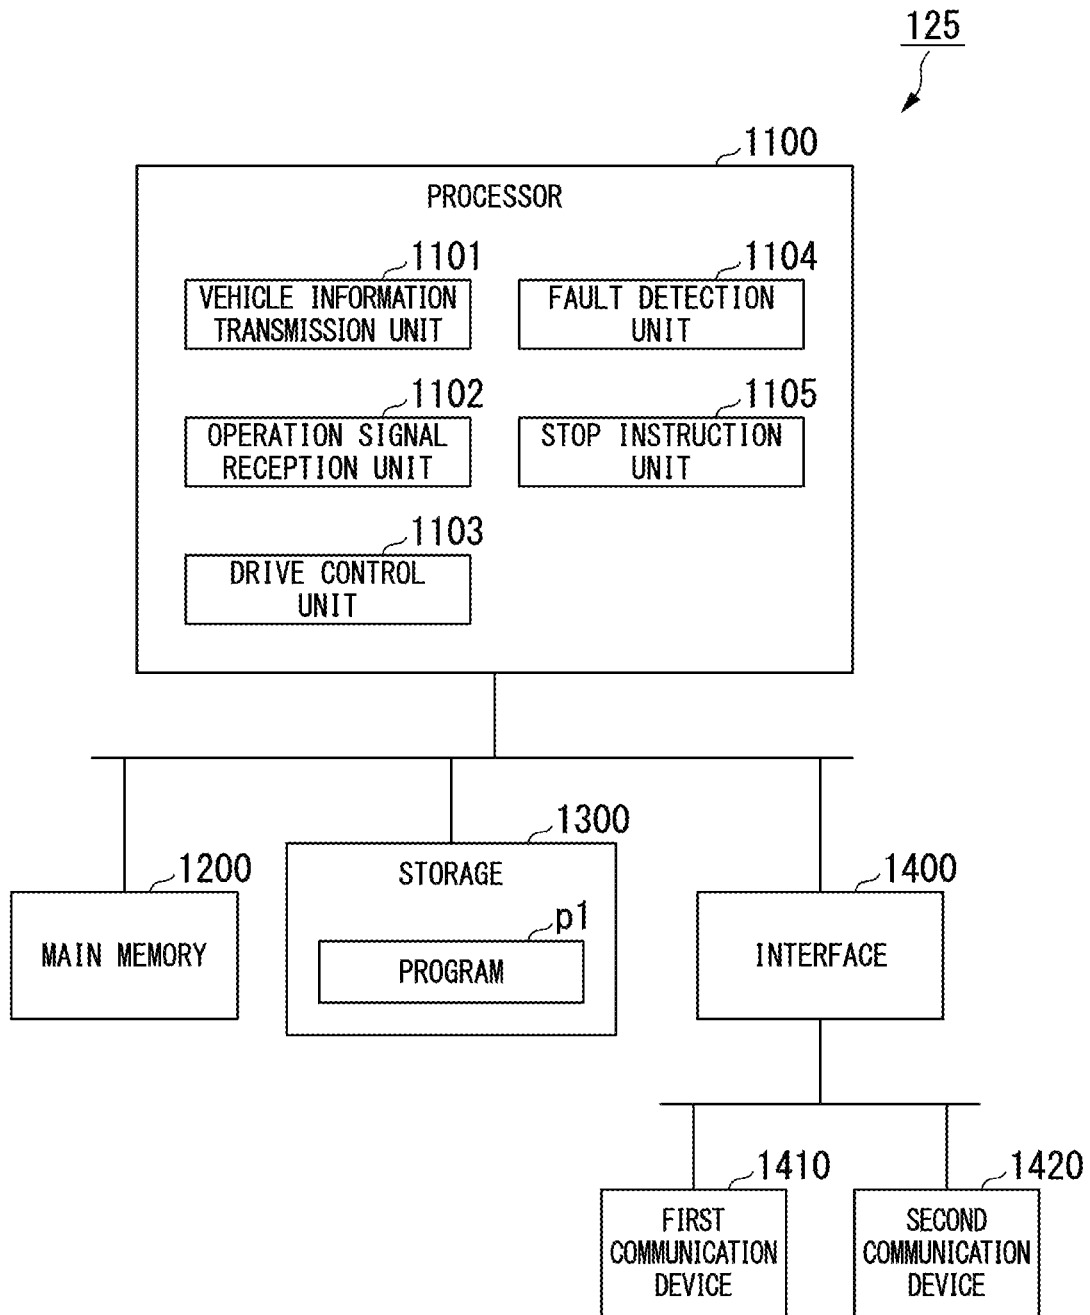 125
1100
PROCESSOR
1101
VEHICLE INFORMATION
TRANSMISSION UNIT
1104
FAULT DETECTION
UNIT
1102
OPERATION SIGNAL
RECEPTION UNIT
1105
STOP INSTRUCTION
UNIT
1103
DRIVE CONTROL
UNIT
1200
MAIN MEMORY
1300
STORAGE
p1
PROGRAM
1400
INTERFACE
1410
FIRST
COMMUNICATION
DEVICE
1420
SECOND
COMMUNICATION
DEVICE